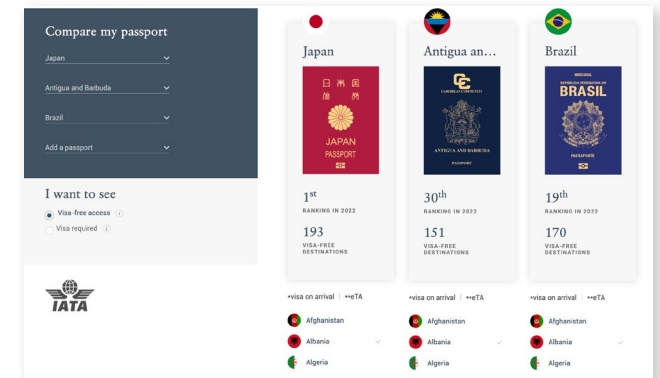 Compare my passport
Japan
Antigua and Barbuda
Brazil
Add a passport
I want to see
Visa-free access
Visa required
IATA
Japan
日本国
旅券
JAPAN
PASSPORT
1st
RANKING IN 2022
193
VISA-FREE
DESTINATIONS
*visa on arrival | **eTA
Afghanistan
Albania
Algeria
Antigua an...
CARIBBEAN COMMUNITY
ANTIGUA AND BARBUDA
PASSPORT
30th
RANKING IN 2022
151
VISA-FREE
DESTINATIONS
*visa on arrival | **eTA
Afghanistan
Albania
Algeria
Brazil
MERCOSUL
REPÚBLICA FEDERATIVA DO
BRASIL
PASSAPORTE
19th
RANKING IN 2022
170
VISA-FREE
DESTINATIONS
*visa on arrival | **eTA
Afghanistan
Albania
Algeria